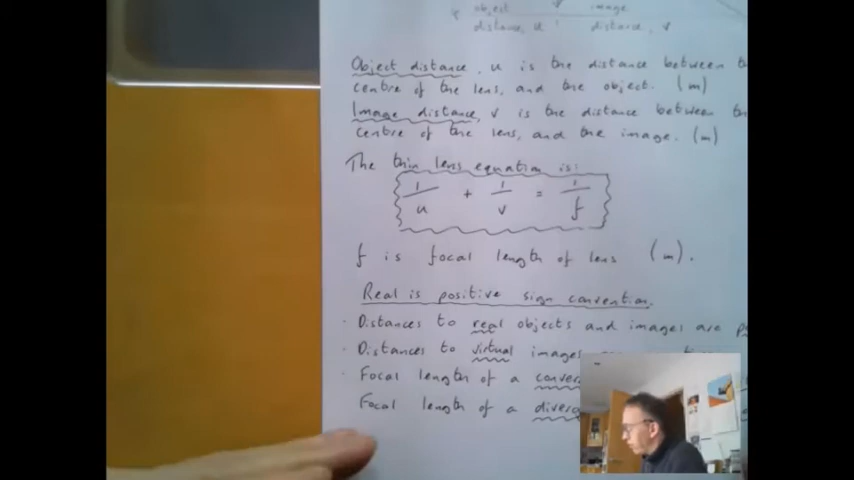 object image
distance, u distance, v
Object distance, u is the distance between
centre of the lens, and the object. (m)
Image distance, v is the distance between the
centre of the lens, and the image. (m)
The thin lens equation is:
1/u + 1/v = 1/f
f is focal length of lens (m).
Real is positive sign convention.
· Distances to real objects and images are
· Distances to virtual images
· Focal length of a
Focal length of a